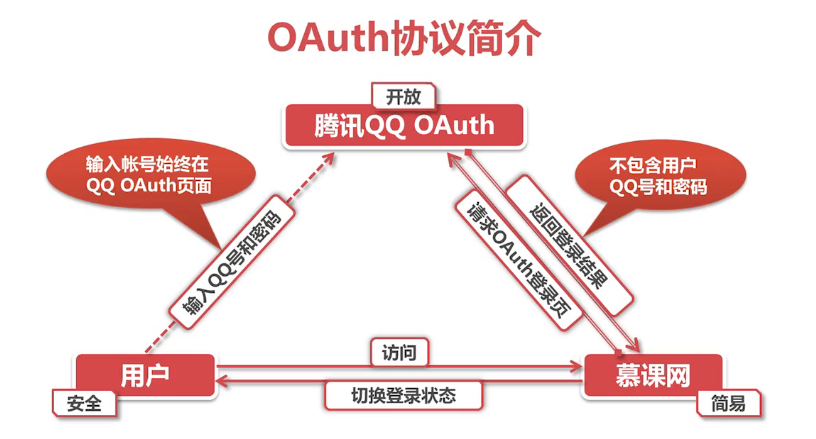 OAuth协议简介
开放
腾讯QQ OAuth
输入帐号始终在
QQ OAuth页面
不包含用户
QQ号和密码
输入QQ号和密码
请求OAuth登录页
返回登录结果
访问
用户
慕课网
切换登录状态
安全
简易